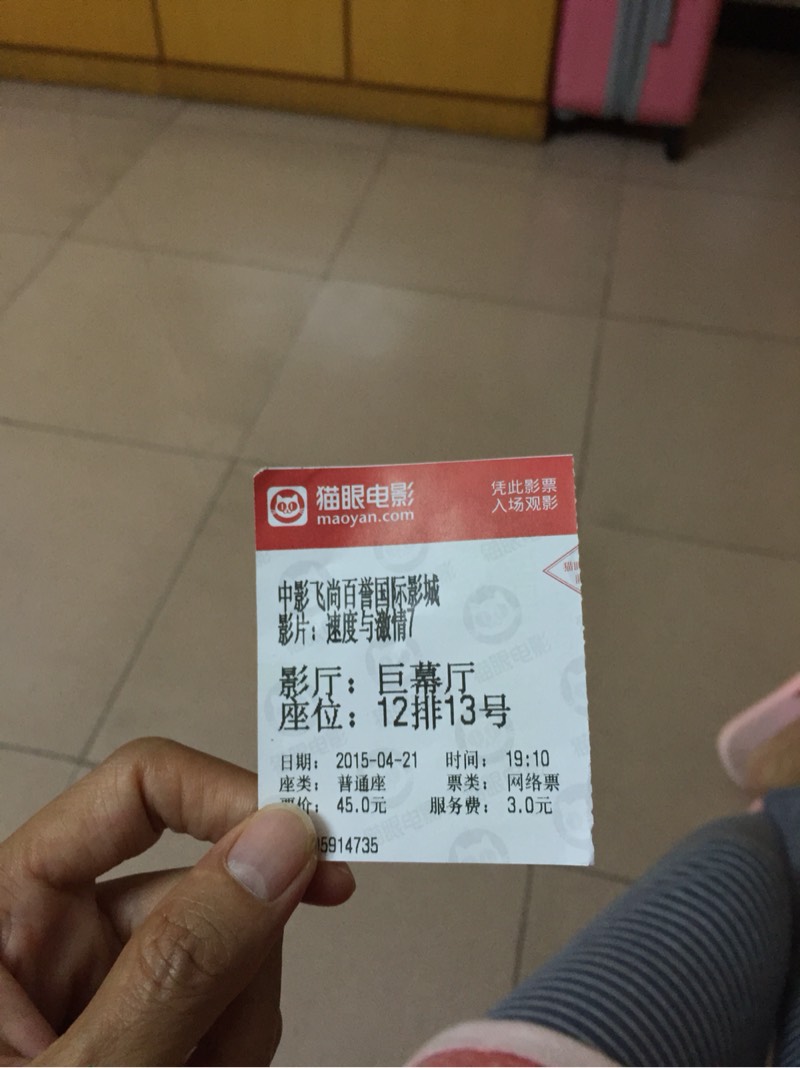 猫眼电影
maoyan.com
凭此影票
入场观影
中影飞尚百誉国际影城
影片：速度与激情7
影厅：巨幕厅
座位：12排13号
日期： 2015-04-21 时间： 19:10
座类： 普通座 票类： 网络票
票价： 45.0元 服务费： 3.0元
5914735